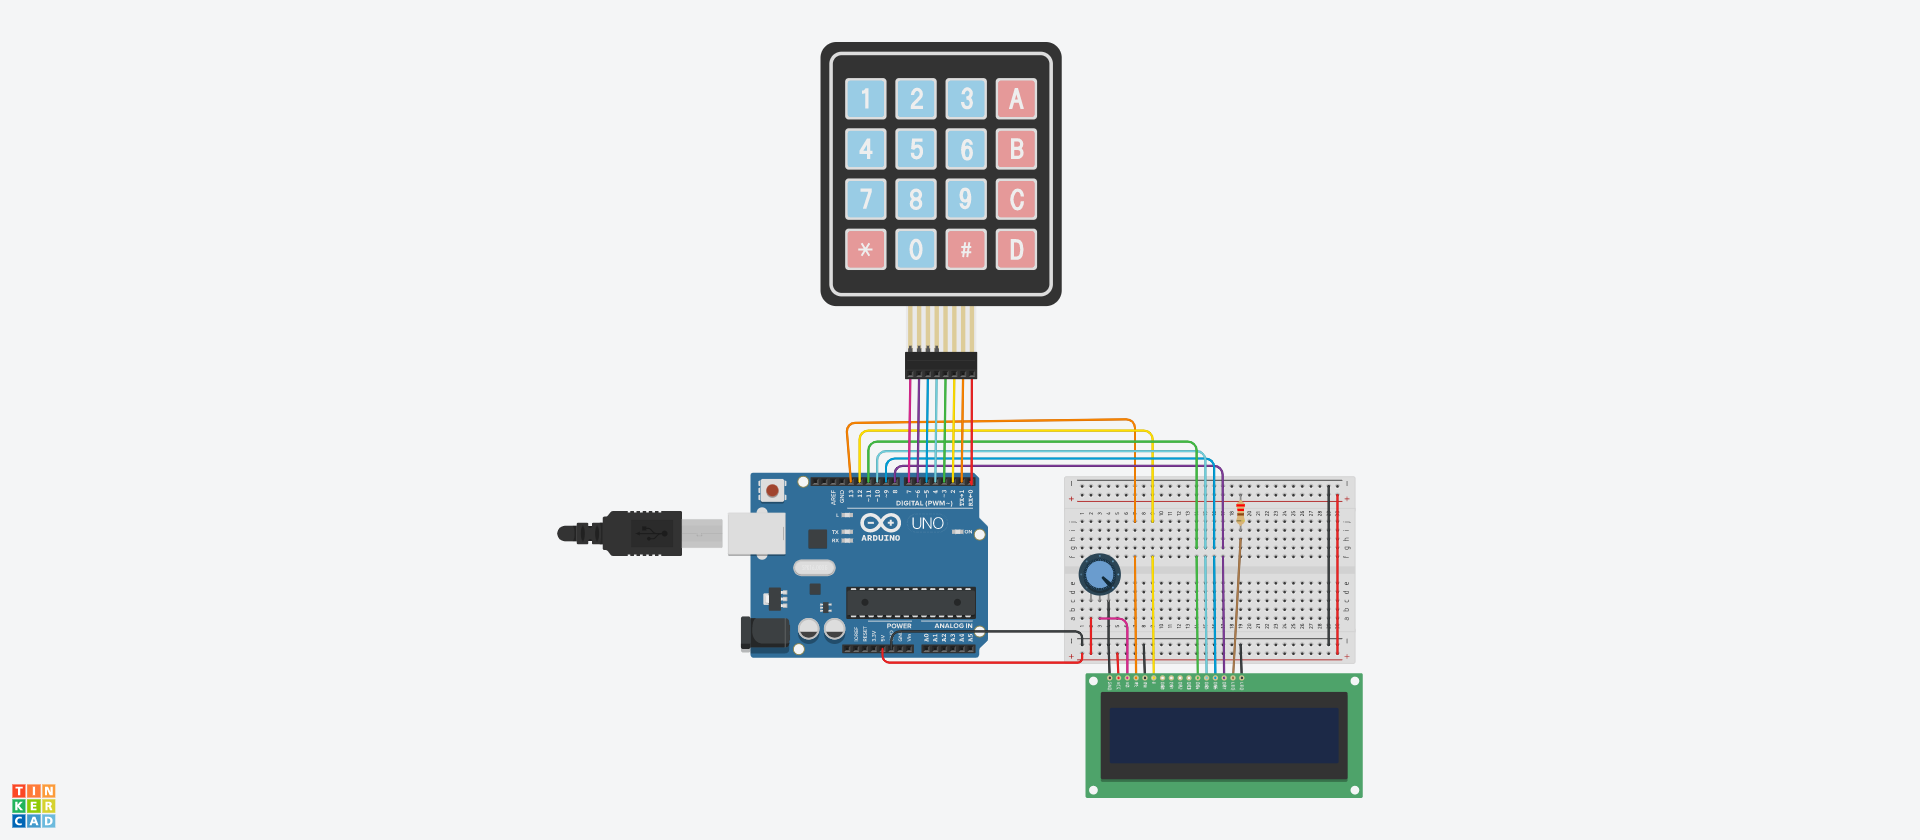 1 2 3 A
4 5 6 B
7 8 9 C
* 0 # D
AREF
GND
13
12
~11
~10
~9
8
7
~6
~5
4
~3
2
TX→1
RX←0
DIGITAL (PWM~)
L
TX
RX
UNO
ARDUINO
ON
POWER
ANALOG IN
IOREF
RESET
3.3V
5V
GND
Vin
A0
A1
A2
A3
A4
A5
TIN
KER
CAD